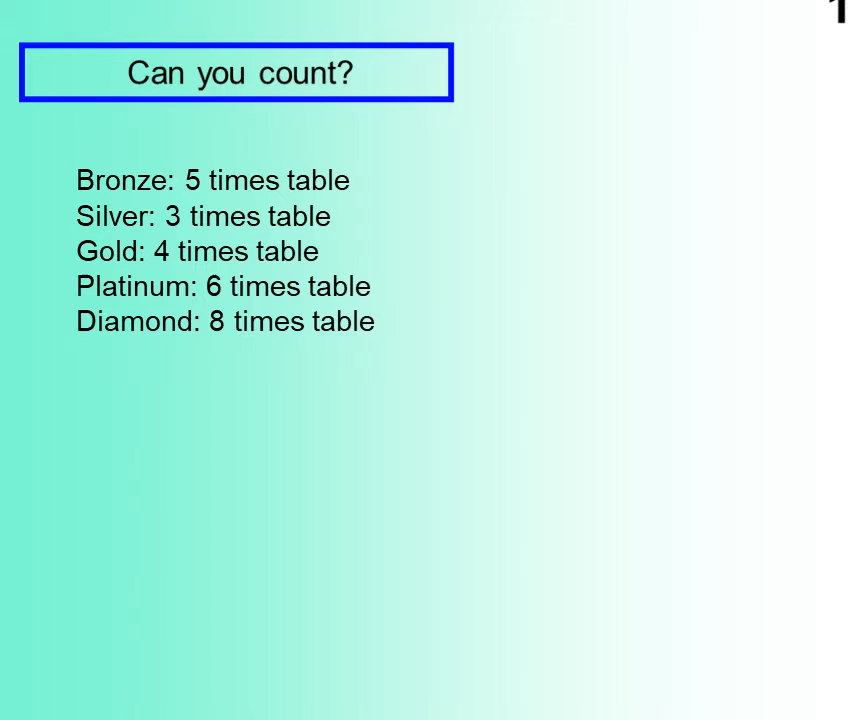 1
Can you count?
Bronze: 5 times table
Silver: 3 times table
Gold: 4 times table
Platinum: 6 times table
Diamond: 8 times table